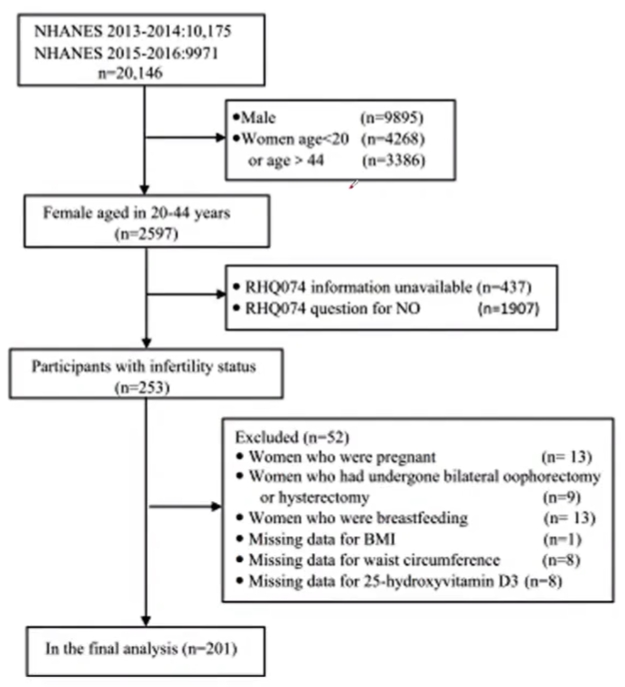 NHANES 2013-2014:10,175
NHANES 2015-2016:9971
n=20,146
•Male (n=9895)
•Women age<20 (n=4268)
or age > 44 (n=3386)
Female aged in 20-44 years
(n=2597)
• RHQ074 information unavailable (n=437)
• RHQ074 question for NO (n=1907)
Participants with infertility status
(n=253)
Excluded (n=52)
• Women who were pregnant (n= 13)
• Women who had undergone bilateral oophorectomy
or hysterectomy (n=9)
• Women who were breastfeeding (n= 13)
• Missing data for BMI (n=1)
• Missing data for waist circumference (n=8)
• Missing data for 25-hydroxyvitamin D3 (n=8)
In the final analysis (n=201)